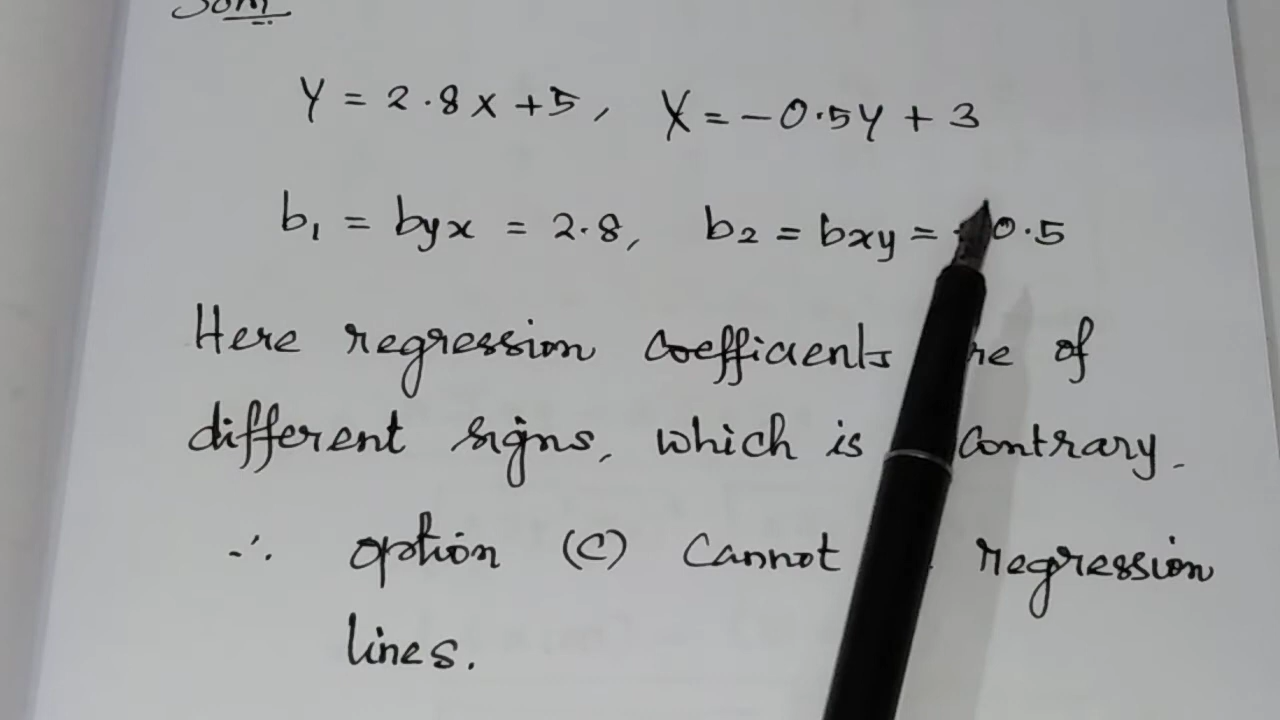 Soln
Y = 2.8x + 5, X = -0.5Y + 3
b1 = byx = 2.8, b2 = bxy = -0.5
Here regression coefficients of
different signs, which is contrary.
∴ option (C) Cannot regression
lines.